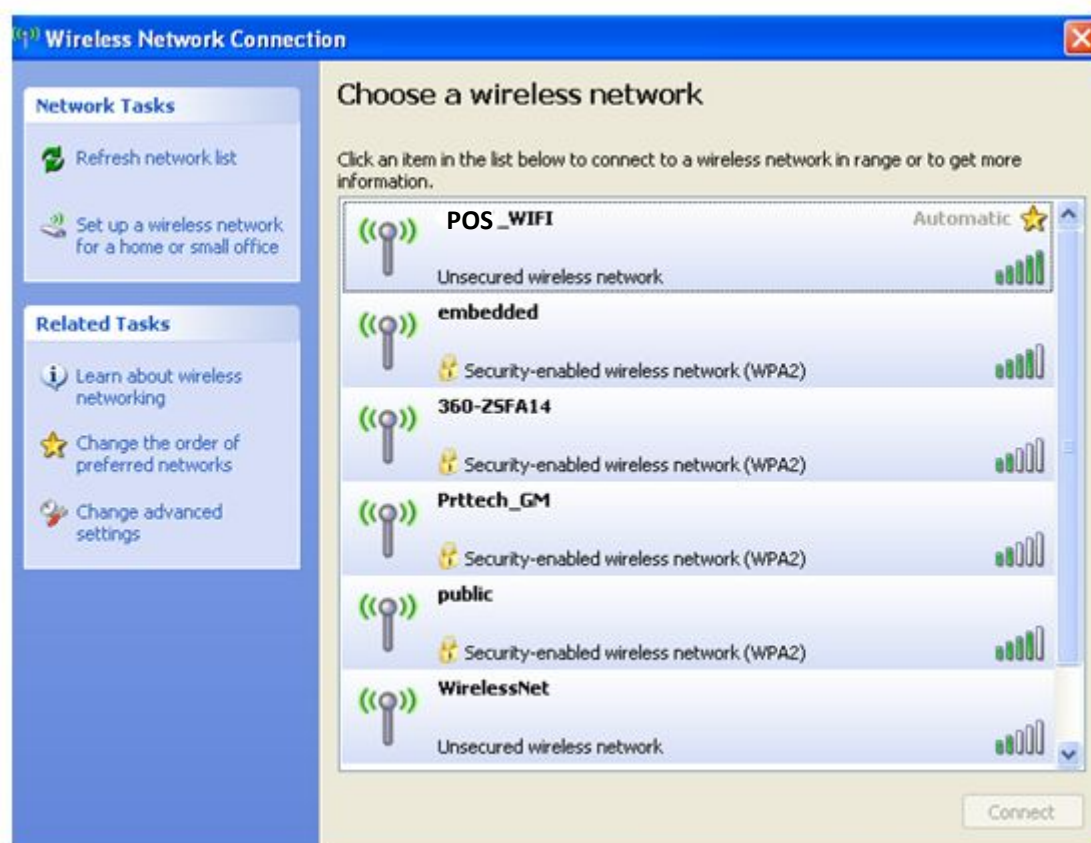 Wireless Network Connection
Network Tasks
Refresh network list
Set up a wireless network
for a home or small office
Related Tasks
Learn about wireless
networking
Change the order of
preferred networks
Change advanced
settings
Choose a wireless network
Click an item in the list below to connect to a wireless network in range or to get more
information.
POS_WIFI Automatic
Unsecured wireless network
embedded
Security-enabled wireless network (WPA2)
360-ZSFA14
Security-enabled wireless network (WPA2)
Prttech_GM
Security-enabled wireless network (WPA2)
public
Security-enabled wireless network (WPA2)
WirelessNet
Unsecured wireless network
Connect